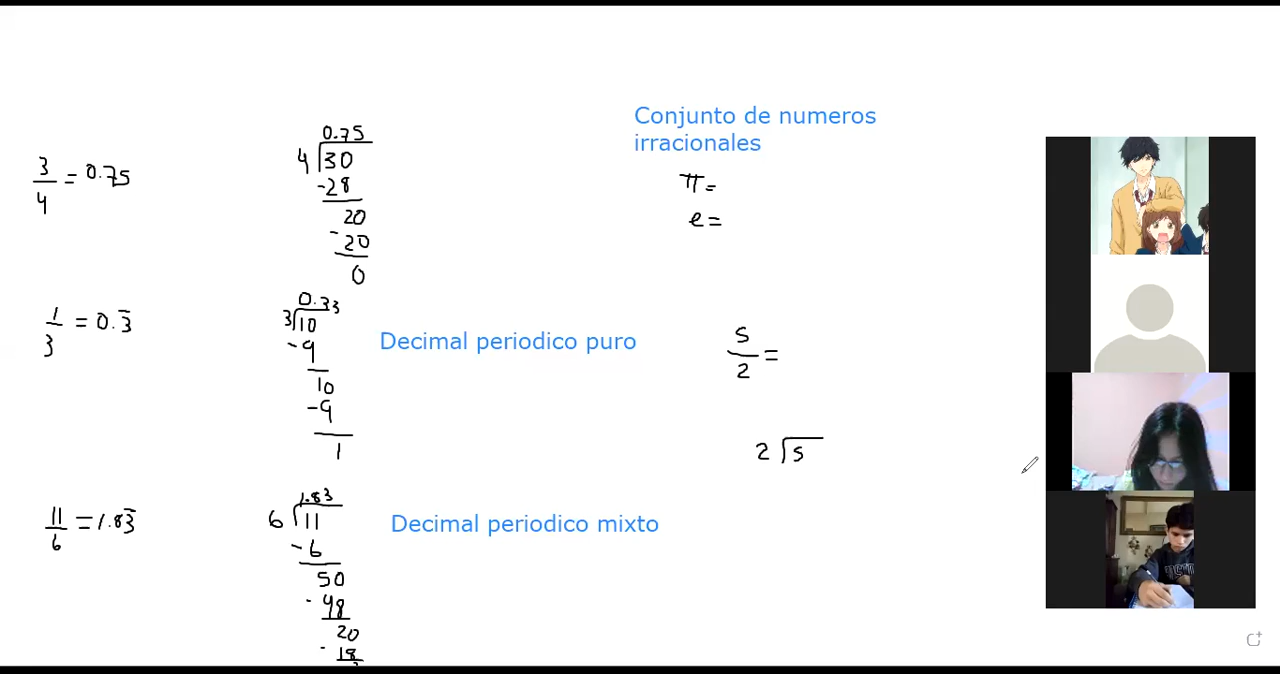 3/4 = 0.75
0.75
4 30
-28
20
-20
0
1/3 = 0.3̅
0.33
3 10
-9
10
-9
1
Decimal periodico puro
11/6 = 1.83̅
1.83
6 11
-6
50
-48
20
-18
Decimal periodico mixto
Conjunto de numeros
irracionales
π =
e =
5/2 =
2 5